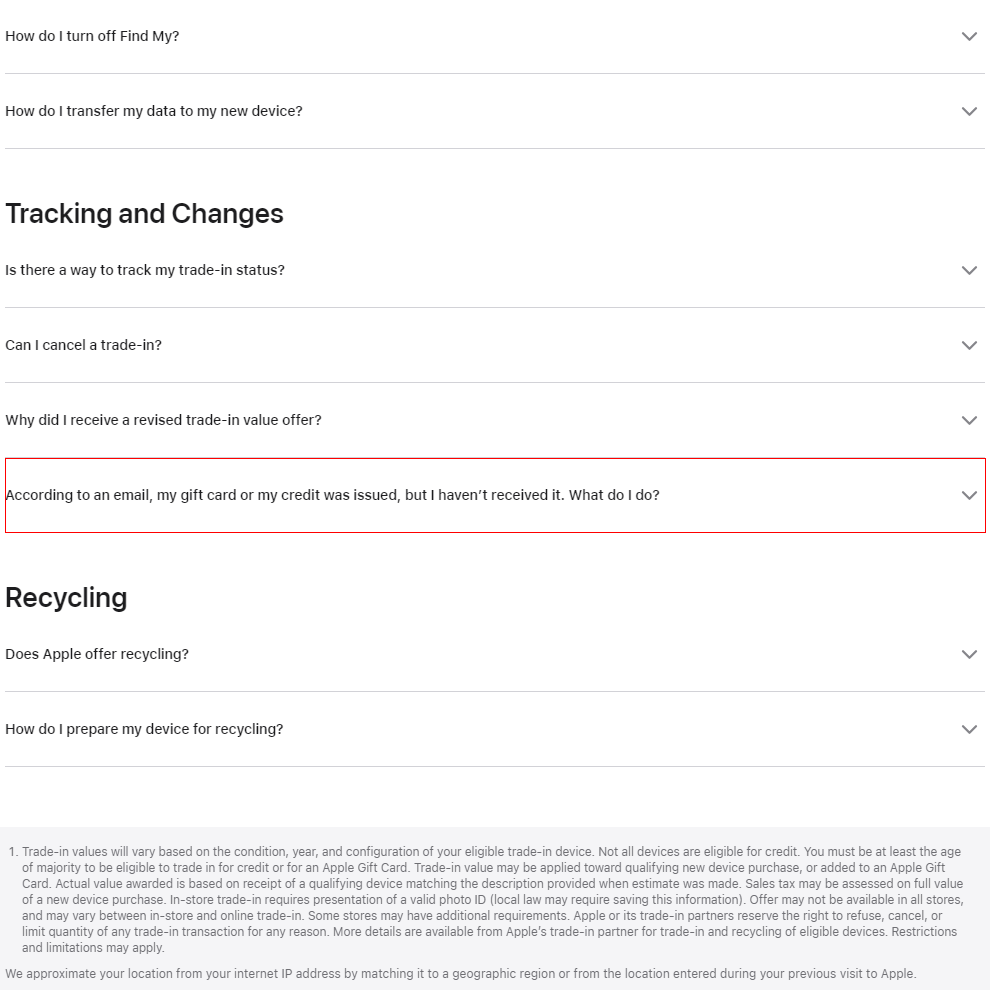 How do I turn off Find My?
How do I transfer my data to my new device?
Tracking and Changes
Is there a way to track my trade-in status?
Can I cancel a trade-in?
Why did I receive a revised trade-in value offer?
According to an email, my gift card or my credit was issued, but I haven’t received it. What do I do?
Recycling
Does Apple offer recycling?
How do I prepare my device for recycling?
1. Trade-in values will vary based on the condition, year, and configuration of your eligible trade-in device. Not all devices are eligible for credit. You must be at least the age
of majority to be eligible to trade in for credit or for an Apple Gift Card. Trade-in value may be applied toward qualifying new device purchase, or added to an Apple Gift
Card. Actual value awarded is based on receipt of a qualifying device matching the description provided when estimate was made. Sales tax may be assessed on full value
of a new device purchase. In-store trade-in requires presentation of a valid photo ID (local law may require saving this information). Offer may not be available in all stores,
and may vary between in-store and online trade-in. Some stores may have additional requirements. Apple or its trade-in partners reserve the right to refuse, cancel, or
limit quantity of any trade-in transaction for any reason. More details are available from Apple’s trade-in partner for trade-in and recycling of eligible devices. Restrictions
and limitations may apply.
We approximate your location from your internet IP address by matching it to a geographic region or from the location entered during your previous visit to Apple.